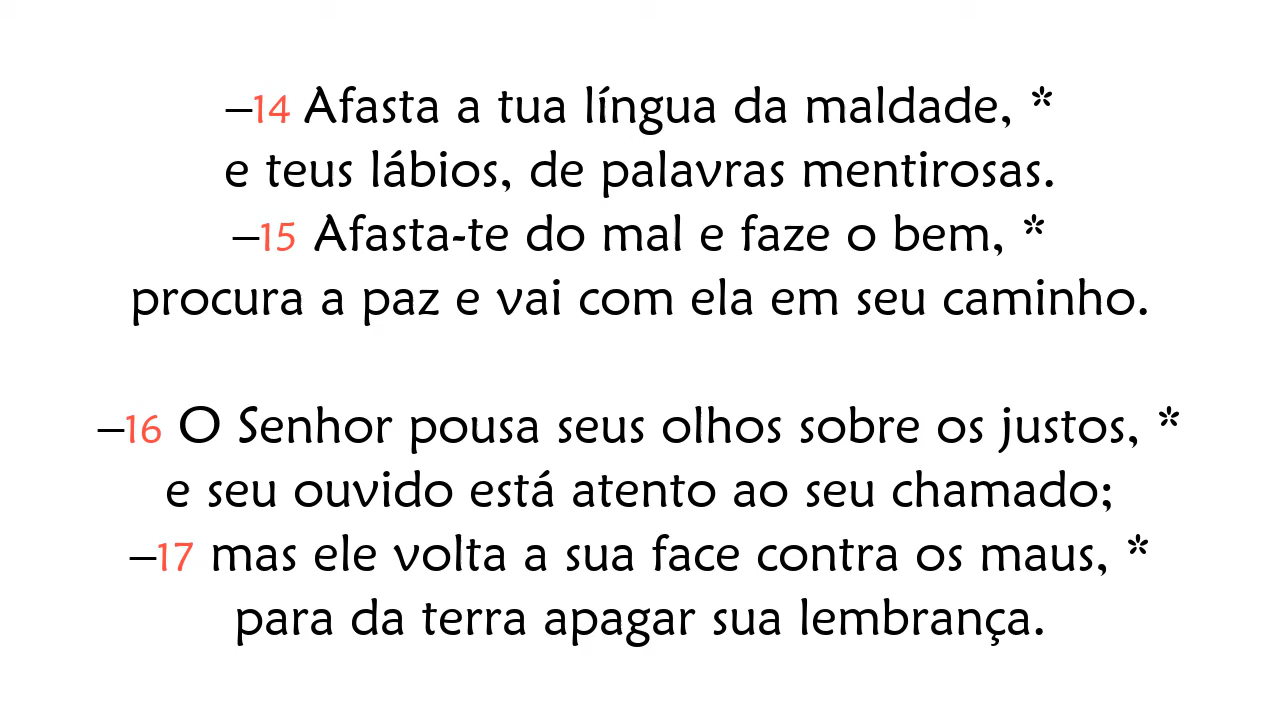 –14 Afasta a tua língua da maldade, *
e teus lábios, de palavras mentirosas.
–15 Afasta-te do mal e faze o bem, *
procura a paz e vai com ela em seu caminho.
–16 O Senhor pousa seus olhos sobre os justos, *
e seu ouvido está atento ao seu chamado;
–17 mas ele volta a sua face contra os maus, *
para da terra apagar sua lembrança.